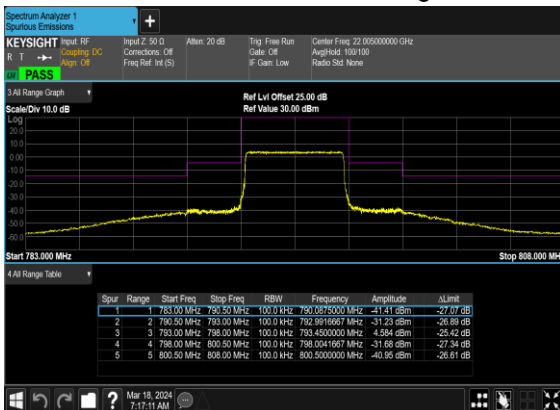 Spectrum Analyzer 1
Spurious Emissions
KEYSIGHT
R T
LV PASS
Input: RF
Coupling: DC
Align: Off
Input Z: 50 Ω
Corrections: Off
Freq Ref: Int (S)
Atten: 20 dB
Trig: Free Run
Gate: Off
IF Gain: Low
Center Freq: 22.005000000 GHz
Avg|Hold: 100/100
Radio Std: None
3 All Range Graph
Scale/Div 10.0 dB
Ref Lvl Offset 25.00 dB
Ref Value 30.00 dBm
Log
20.0
10.0
0.00
-10.0
-20.0
-30.0
-40.0
-50.0
-60.0
Start 783.000 MHz
Stop 808.000 MH
4 All Range Table
Spur Range Start Freq Stop Freq RBW Frequency Amplitude ΔLimit
1 1 783.00 MHz 790.50 MHz 100.0 kHz 790.0875000 MHz -41.41 dBm -27.07 dB
2 2 790.50 MHz 793.00 MHz 100.0 kHz 792.9916667 MHz -31.23 dBm -26.89 dB
3 3 793.00 MHz 798.00 MHz 100.0 kHz 793.4500000 MHz 4.584 dBm -25.42 dB
4 4 798.00 MHz 800.50 MHz 100.0 kHz 798.0041667 MHz -31.68 dBm -27.34 dB
5 5 800.50 MHz 808.00 MHz 100.0 kHz 800.5000000 MHz -40.95 dBm -26.61 dB
Mar 18, 2024
7:17:11 AM